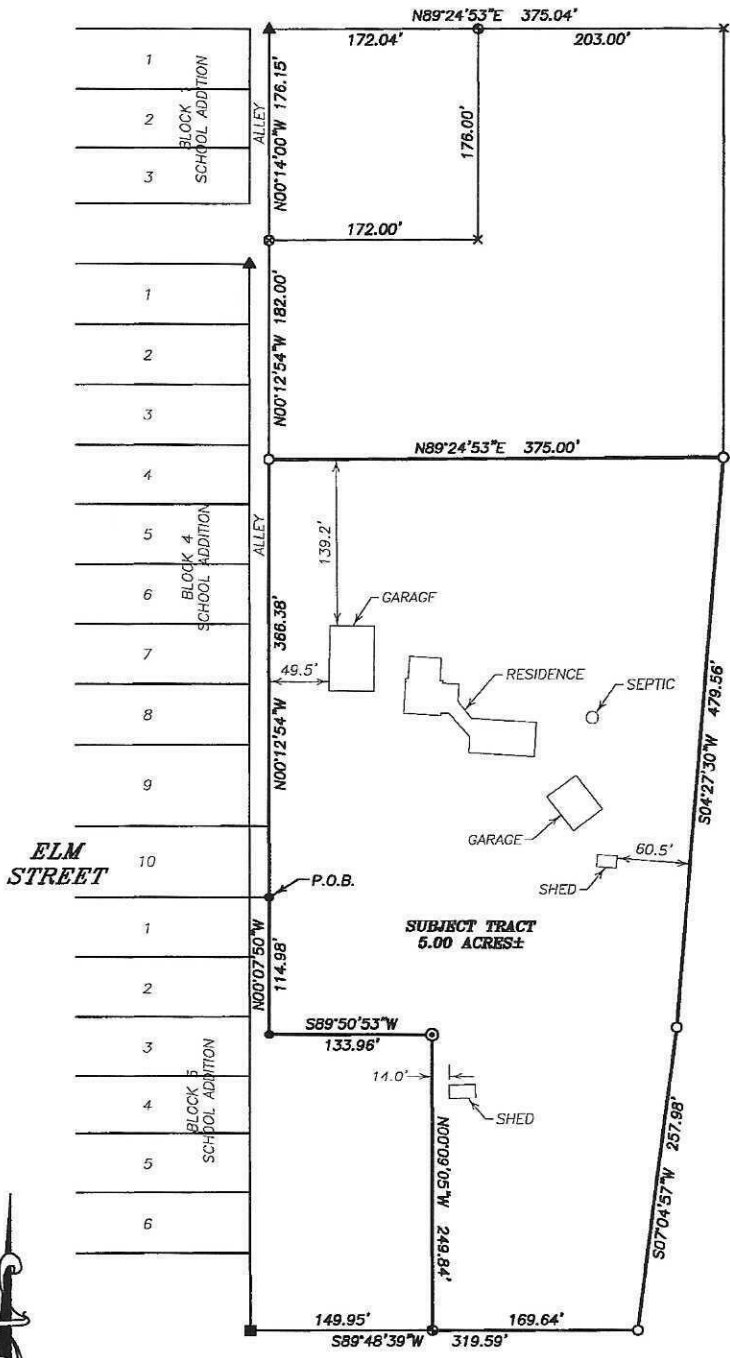 N89°24'53"E 375.04'
172.04'
203.00'
1
2
3
BLOCK
SCHOOL ADDITION
ALLEY
N00°14'00"W 176.15'
176.00'
172.00'
1
2
3
4
5
6
7
8
9
10
BLOCK 4
SCHOOL ADDITION
ALLEY
N00°12'54"W 182.00'
N89°24'53"E 375.00'
139.2'
GARAGE
49.5'
RESIDENCE
SEPTIC
N00°12'54"W 366.38'
S04°27'30"W 479.56'
GARAGE
SHED
60.5'
ELM
STREET
P.O.B.
SUBJECT TRACT
5.00 ACRES±
N00°07'50"W
114.98'
1
2
3
4
5
6
BLOCK 5
SCHOOL ADDITION
S89°50'53"W
133.96'
14.0'
SHED
N00°09'05"W 249.84'
S07°04'57"W 257.98'
149.95'
169.64'
S89°48'39"W 319.59'